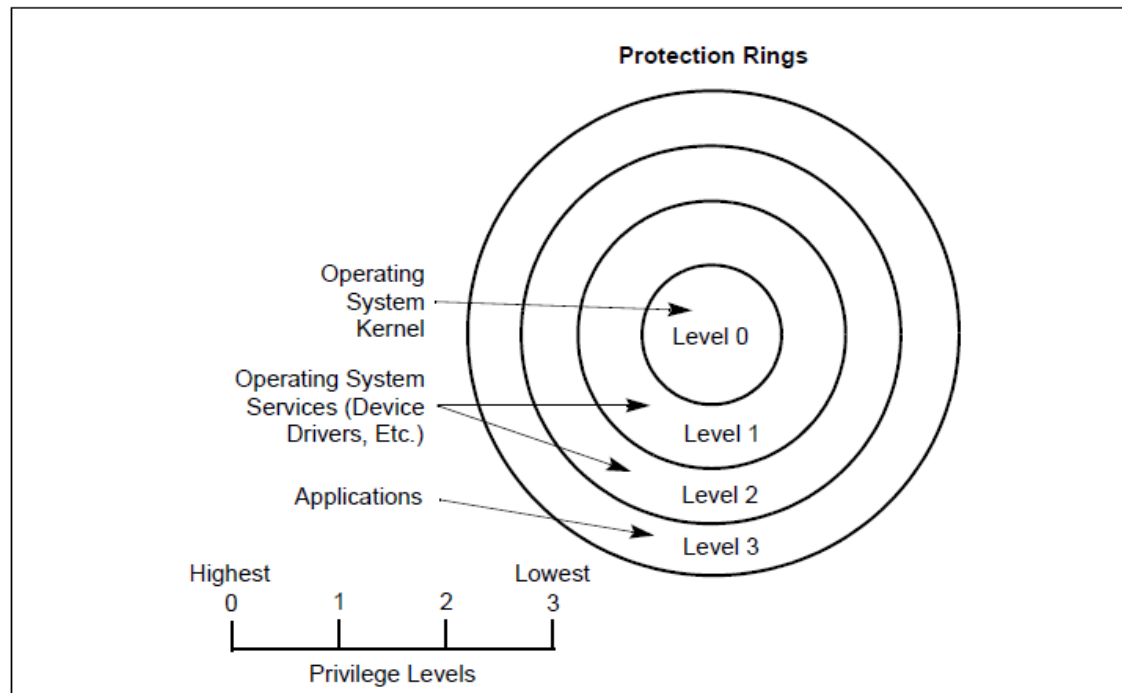 Protection Rings
Operating
System
Kernel
Level 0
Operating System
Services (Device
Drivers, Etc.)
Level 1
Level 2
Applications
Level 3
Highest
Lowest
0
1
2
3
Privilege Levels